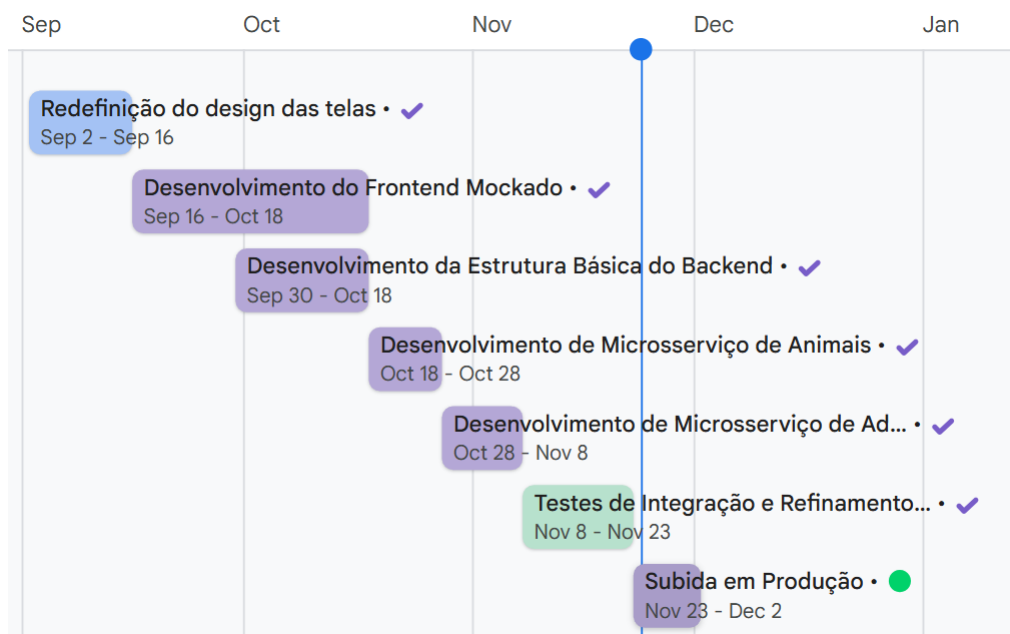 Sep Oct Nov Dec Jan
Redefinição do design das telas •
Sep 2 - Sep 16
Desenvolvimento do Frontend Mockado •
Sep 16 - Oct 18
Desenvolvimento da Estrutura Básica do Backend •
Sep 30 - Oct 18
Desenvolvimento de Microsserviço de Animais •
Oct 18 - Oct 28
Desenvolvimento de Microsserviço de Ad... •
Oct 28 - Nov 8
Testes de Integração e Refinamento... •
Nov 8 - Nov 23
Subida em Produção •
Nov 23 - Dec 2